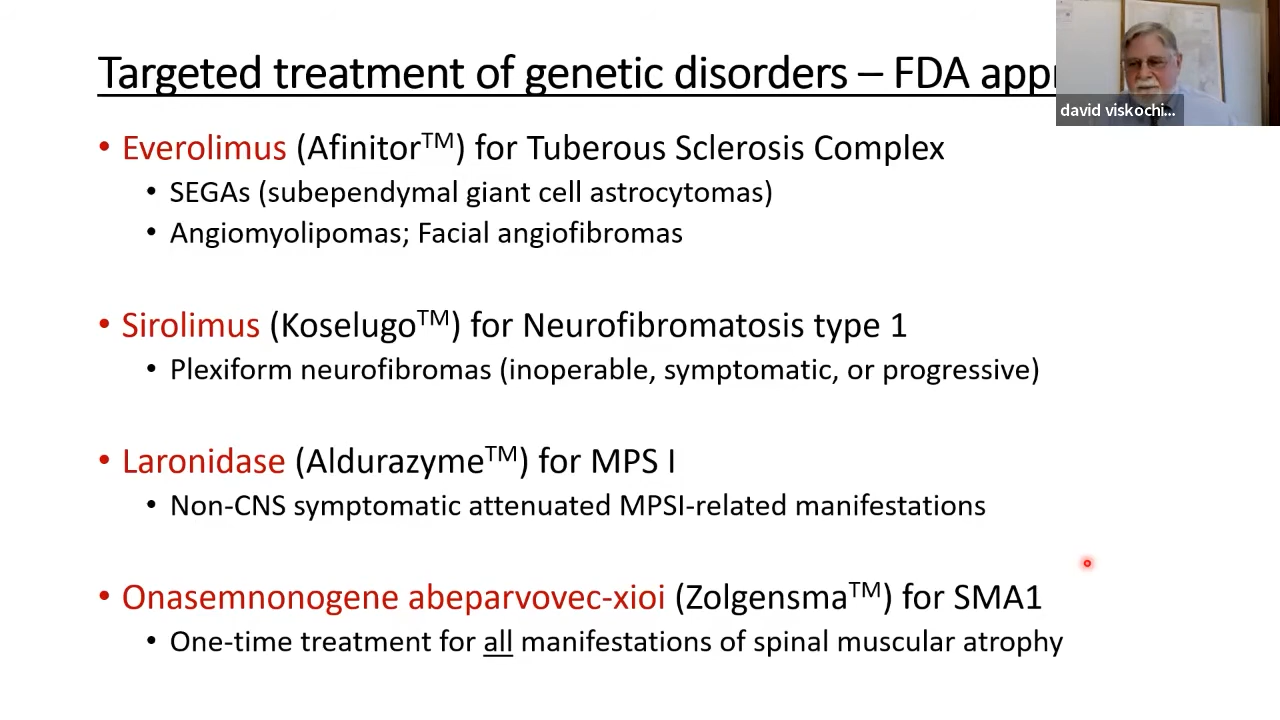 Targeted treatment of genetic disorders – FDA app
david viskochi...
• Everolimus (Afinitor™) for Tuberous Sclerosis Complex
• SEGAs (subependymal giant cell astrocytomas)
• Angiomyolipomas; Facial angiofibromas
• Sirolimus (Koselugo™) for Neurofibromatosis type 1
• Plexiform neurofibromas (inoperable, symptomatic, or progressive)
• Laronidase (Aldurazyme™) for MPS I
• Non-CNS symptomatic attenuated MPSI-related manifestations
• Onasemnonogene abeparvovec-xioi (Zolgensma™) for SMA1
• One-time treatment for all manifestations of spinal muscular atrophy